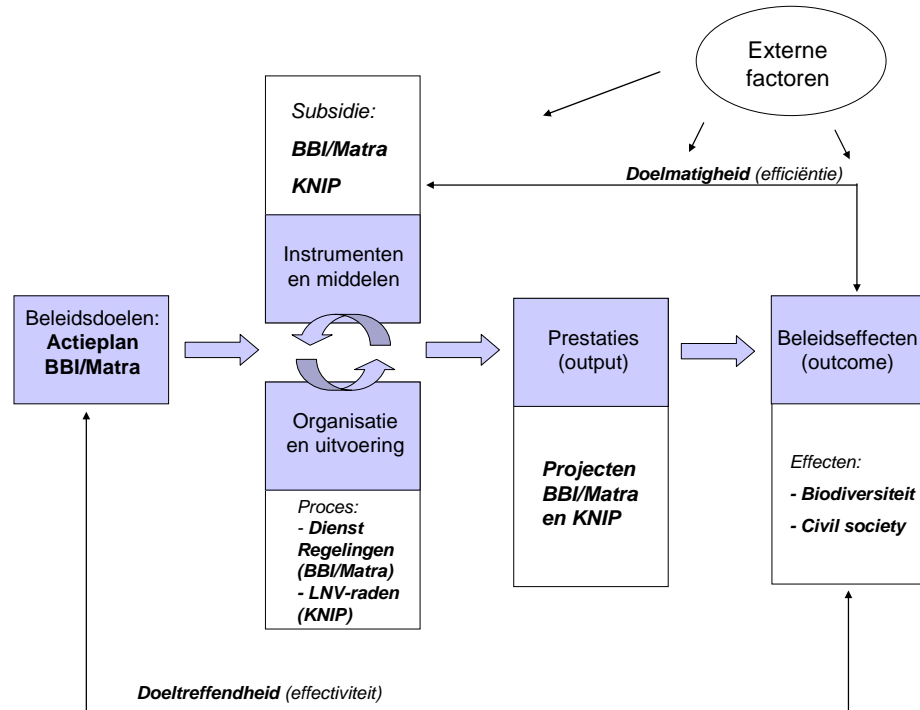 Externe
factoren
Subsidie:
BBI/Matra
KNIP
Doelmatigheid (efficiëntie)
Instrumenten
en middelen
Beleidsdoelen:
Actieplan
BBI/Matra
Prestaties
(output)
Beleidseffecten
(outcome)
Organisatie
en uitvoering
Proces:
- Dienst
Regelingen
(BBI/Matra)
- LNV-raden
(KNIP)
Projecten
BBI/Matra
en KNIP
Effecten:
- Biodiversiteit
- Civil society
Doeltreffendheid (effectiviteit)